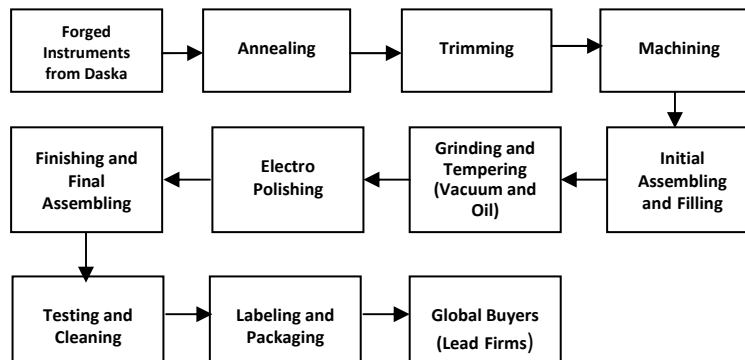 Forged
Instruments
from Daska
Annealing
Trimming
Machining
Finishing and
Final
Assembling
Electro
Polishing
Grinding and
Tempering
(Vacuum and
Oil)
Initial
Assembling
and Filling
Testing and
Cleaning
Labeling and
Packaging
Global Buyers
(Lead Firms)